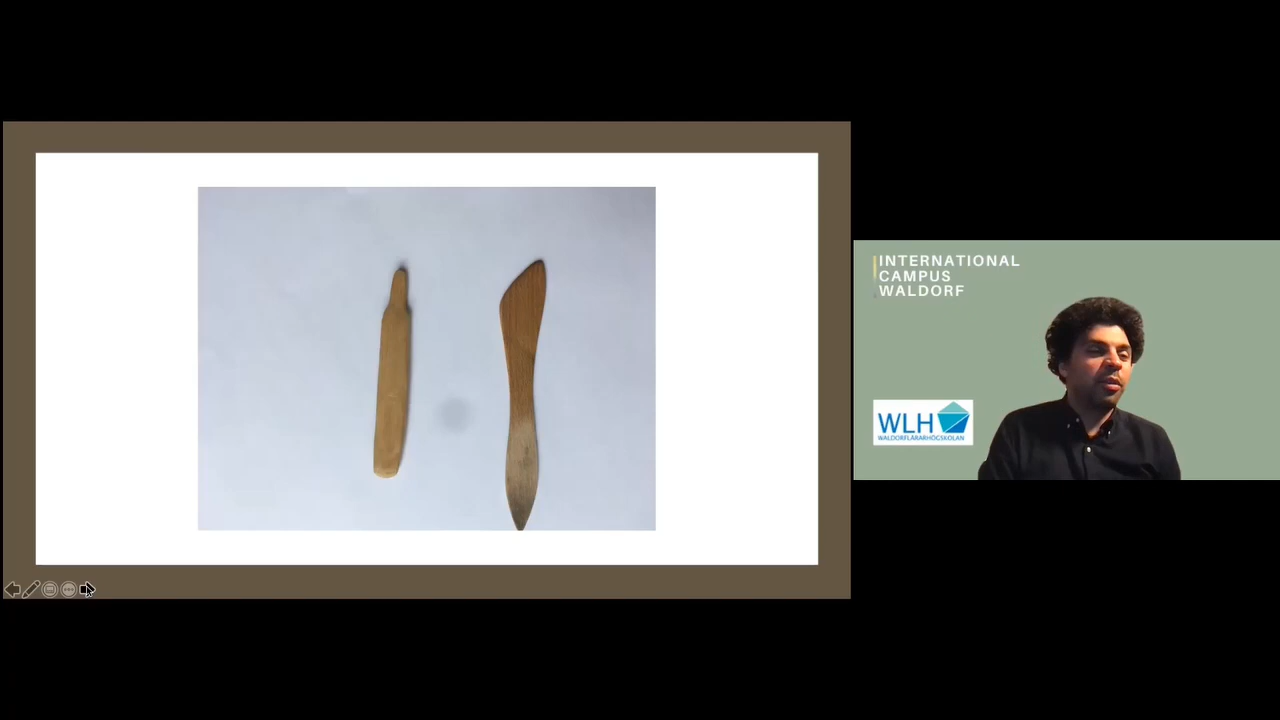 INTERNATIONAL
CAMPUS
WALDORF
WLH
WALDORFLÄRARHÖGSKOLAN